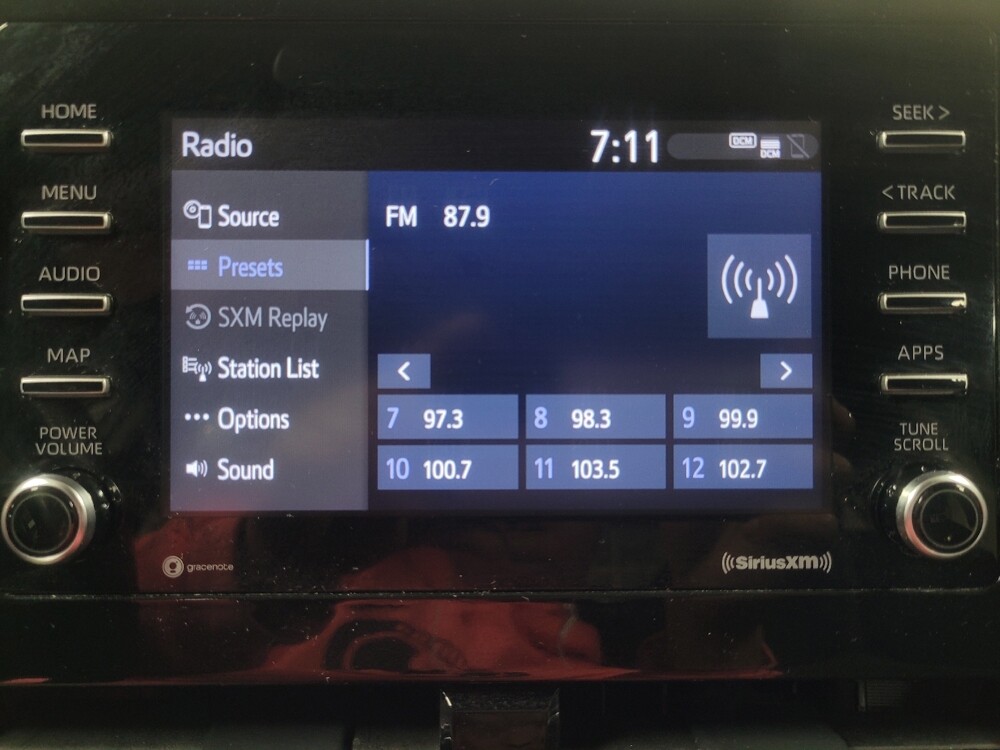 HOME
MENU
AUDIO
MAP
POWER
VOLUME
Radio
7:11
DCM
DCM
Source
Presets
SXM Replay
Station List
Options
Sound
FM 87.9
<
>
7 97.3
8 98.3
9 99.9
10 100.7
11 103.5
12 102.7
SEEK >
< TRACK
PHONE
APPS
TUNE
SCROLL
gracenote
SiriusXM